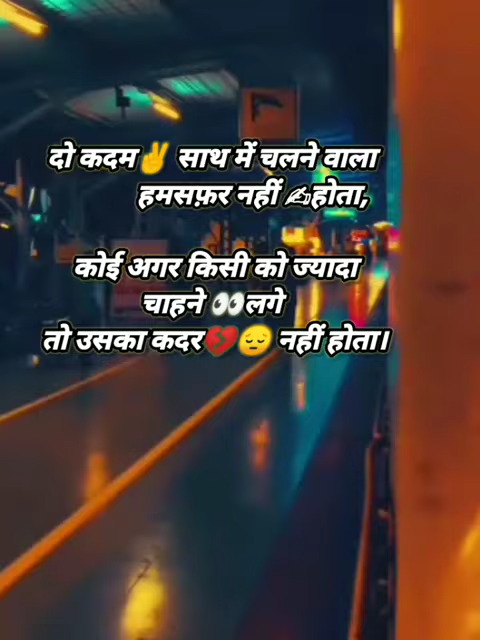 दो कदम✌️ साथ में चलने वाला
हमसफ़र नहीं ✍️होता,
कोई अगर किसी को ज्यादा
चाहने 👀लगे
तो उसका कदर💔😔 नहीं होता।